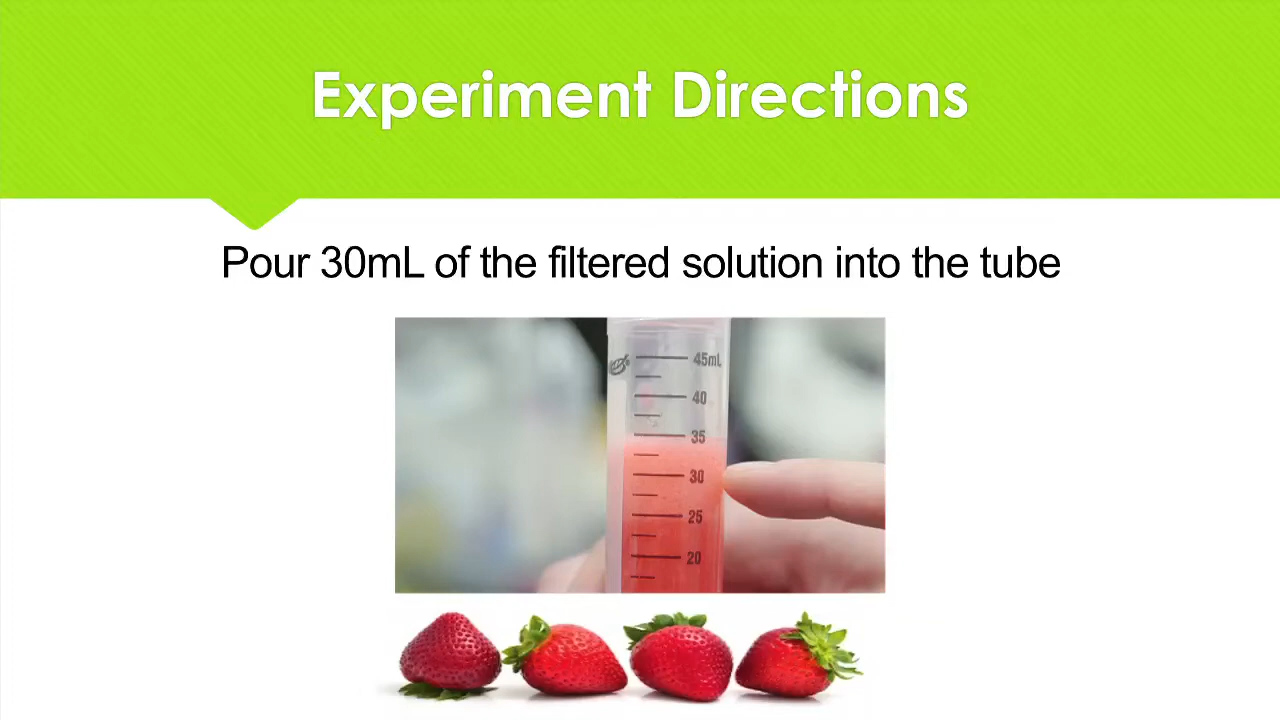 Experiment Directions
Pour 30mL of the filtered solution into the tube
45mL
40
35
30
25
20